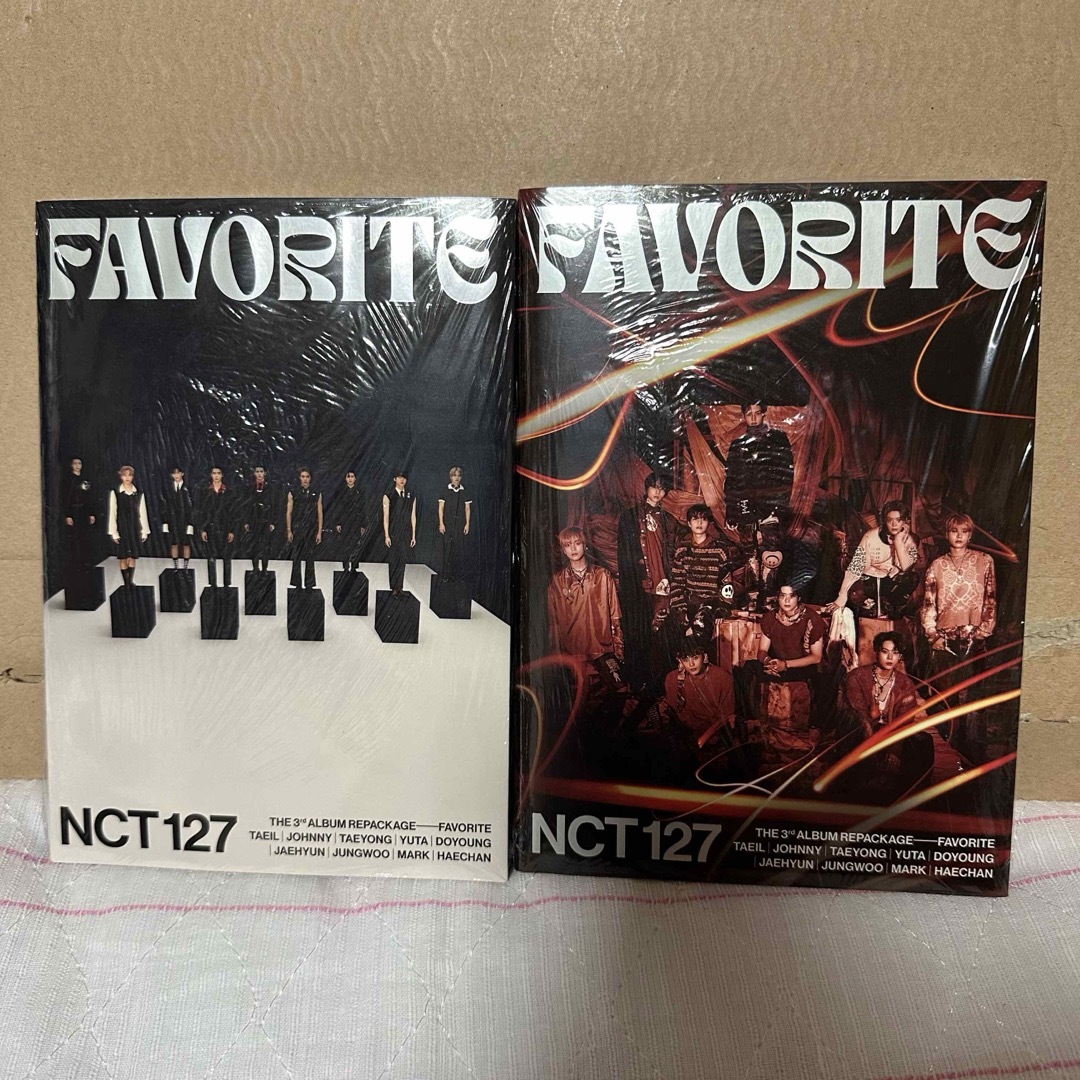 FAVORITE
NCT 127
THE 3rd ALBUM REPACKAGE——FAVORITE
TAEIL | JOHNNY | TAEYONG | YUTA | DOYOUNG
| JAEHYUN | JUNGWOO | MARK | HAECHAN
FAVORITE
NCT 127
THE 3rd ALBUM REPACKAGE——FAVORITE
TAEIL | JOHNNY | TAEYONG | YUTA | DOYOUNG
| JAEHYUN | JUNGWOO | MARK | HAECHAN